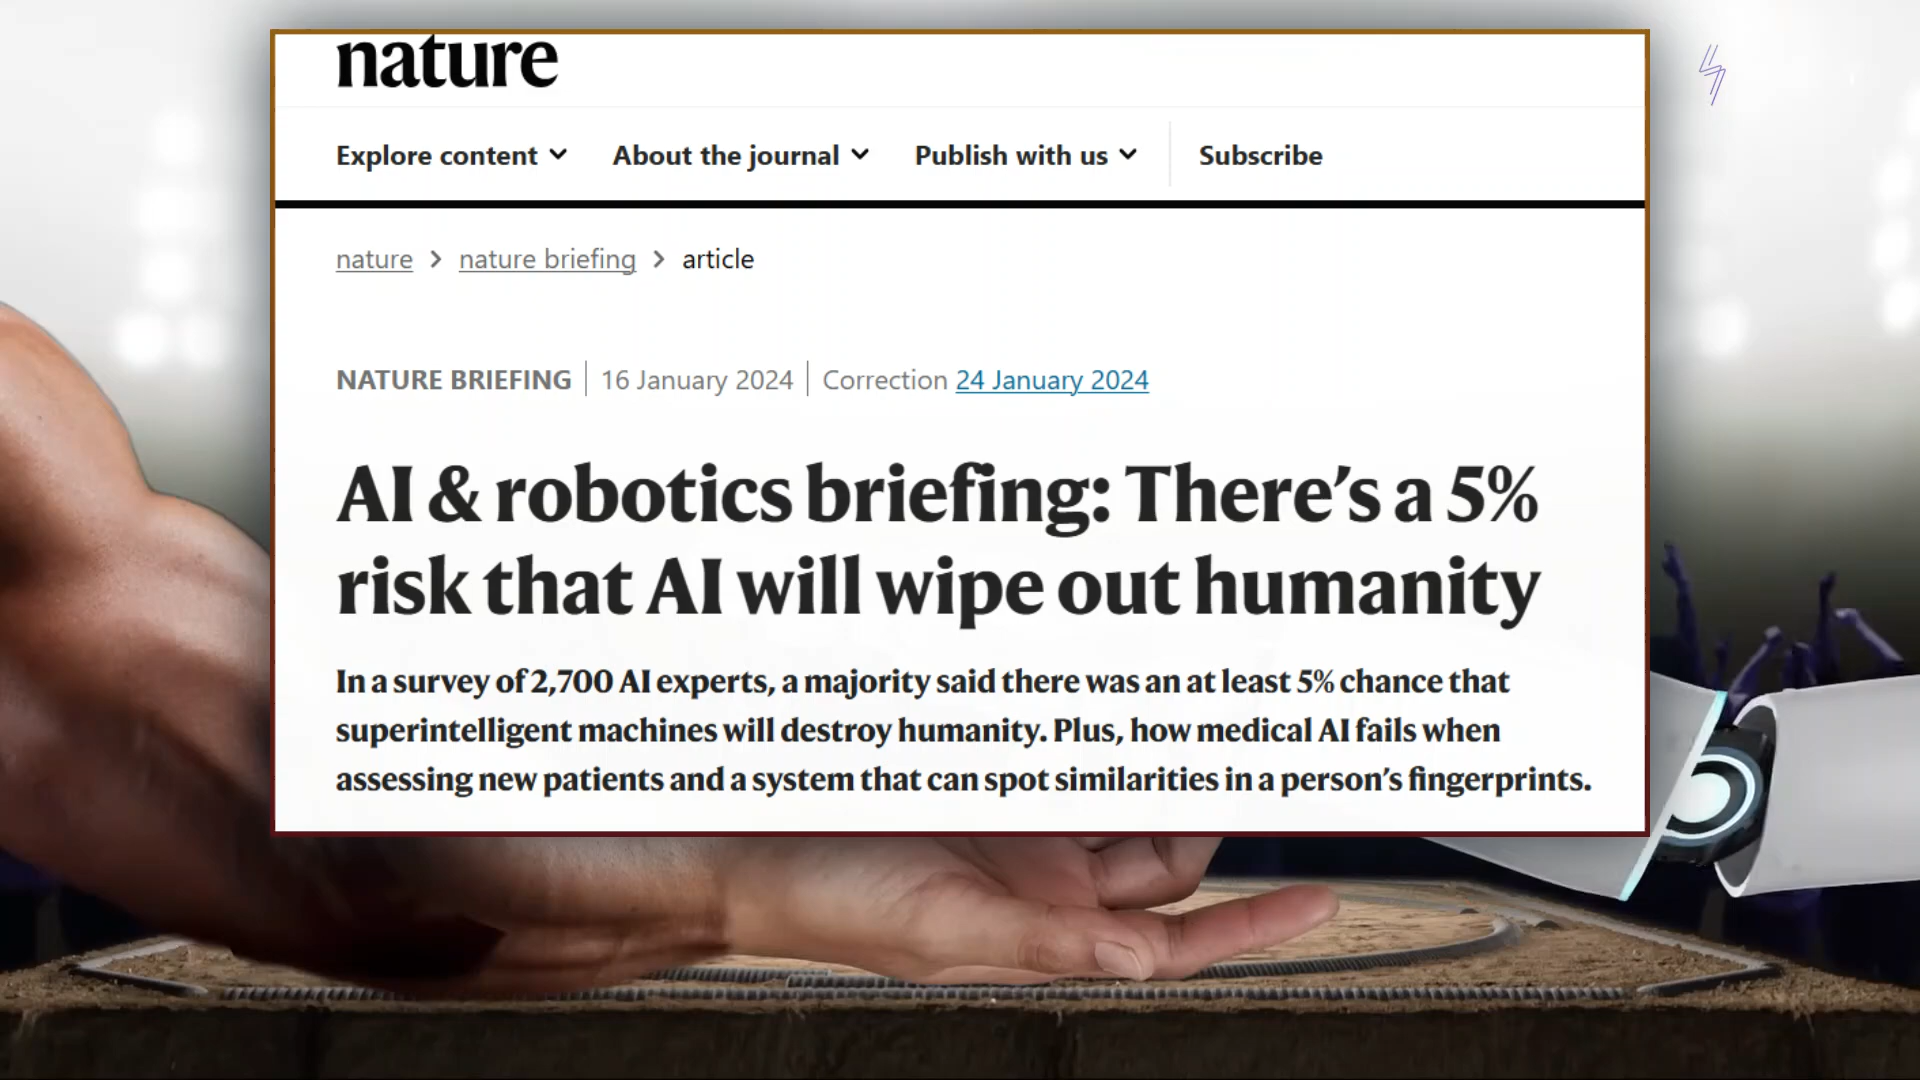 nature
Explore content About the journal Publish with us Subscribe
nature > nature briefing > article
NATURE BRIEFING | 16 January 2024 | Correction 24 January 2024
AI & robotics briefing: There’s a 5%
risk that AI will wipe out humanity
In a survey of 2,700 AI experts, a majority said there was an at least 5% chance that
superintelligent machines will destroy humanity. Plus, how medical AI fails when
assessing new patients and a system that can spot similarities in a person’s fingerprints.